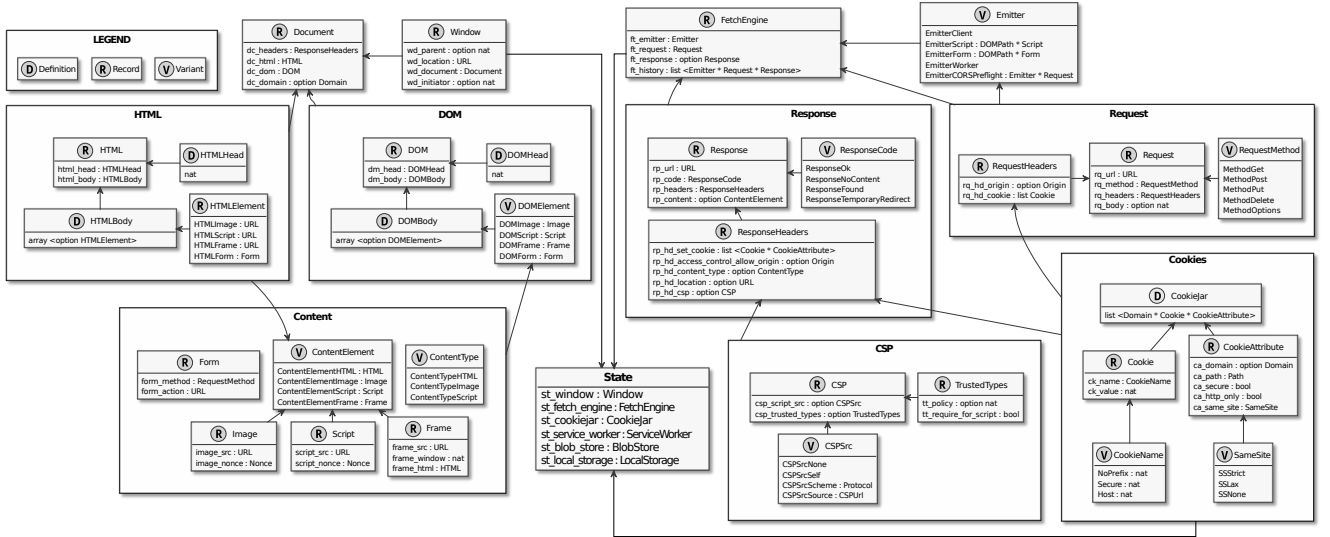 LEGEND
D Definition
R Record
V Variant
R Document
dc_headers : ResponseHeaders
dc_html : HTML
dc_dom : DOM
dc_domain : option Domain
R Window
wd_parent : option nat
wd_location : URL
wd_document : Document
wd_initiator : option nat
R FetchEngine
ft_emitter : Emitter
ft_request : Request
ft_response : option Response
ft_history : list <Emitter * Request * Response>
V Emitter
EmitterClient
EmitterScript : DOMPath * Script
EmitterForm : DOMPath * Form
EmitterWorker
EmitterCORSPreflight : Emitter * Request
HTML
R HTML
html_head : HTMLHead
html_body : HTMLBody
D HTMLHead
nat
D HTMLBody
array <option HTMLElement>
R HTMLElement
HTMLImage : URL
HTMLScript : URL
HTMLFrame : URL
HTMLForm : Form
DOM
R DOM
dm_head : DOMHead
dm_body : DOMBody
D DOMHead
nat
D DOMBody
array <option DOMElement>
V DOMElement
DOMImage : Image
DOMScript : Script
DOMFrame : Frame
DOMForm : Form
Response
R Response
rp_url : URL
rp_code : ResponseCode
rp_headers : ResponseHeaders
rp_content : option ContentElement
V ResponseCode
ResponseOk
ResponseNoContent
ResponseFound
ResponseTemporaryRedirect
R ResponseHeaders
rp_hd_set_cookie : list <Cookie * CookieAttribute>
rp_hd_access_control_allow_origin : option Origin
rp_hd_content_type : option ContentType
rp_hd_location : option URL
rp_hd_csp : option CSP
Request
R RequestHeaders
rq_hd_origin : option Origin
rq_hd_cookie : list Cookie
R Request
rq_url : URL
rq_method : RequestMethod
rq_headers : RequestHeaders
rq_body : option nat
V RequestMethod
MethodGet
MethodPost
MethodPut
MethodDelete
MethodOptions
Content
R Form
form_method : RequestMethod
form_action : URL
V ContentElement
ContentElementHTML : HTML
ContentElementImage : Image
ContentElementScript : Script
ContentElementFrame : Frame
V ContentType
ContentTypeHTML
ContentTypeImage
ContentTypeScript
R Image
image_src : URL
image_nonce : Nonce
R Script
script_src : URL
script_nonce : Nonce
R Frame
frame_src : URL
frame_window : nat
frame_html : HTML
State
st_window : Window
st_fetch_engine : FetchEngine
st_cookiejar : CookieJar
st_service_worker : ServiceWorker
st_blob_store : BlobStore
st_local_storage : LocalStorage
CSP
R CSP
csp_script_src : option CSPSrc
csp_trusted_types : option TrustedTypes
R TrustedTypes
tt_policy : option nat
tt_require_for_script : bool
V CSPSrc
CSPSrcNone
CSPSrcSelf
CSPSrcScheme : Protocol
CSPSrcSource : CSPUrl
Cookies
D CookieJar
list <Domain * Cookie * CookieAttribute>
R Cookie
ck_name : CookieName
ck_value : nat
R CookieAttribute
ca_domain : option Domain
ca_path : Path
ca_secure : bool
ca_http_only : bool
ca_same_site : SameSite
V CookieName
NoPrefix : nat
Secure : nat
Host : nat
V SameSite
SSStrict
SSLax
SSNone